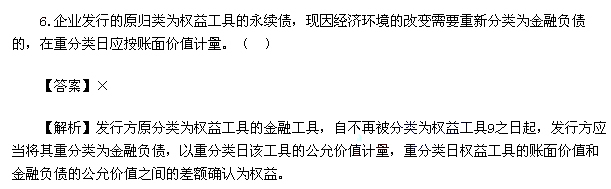 6.企业发行的原归类为权益工具的永续债，现因经济环境的改变需要重新分类为金融负债
的，在重分类日应按账面价值计量。（　）
【答案】×
【解析】发行方原分类为权益工具的金融工具，自不再被分类为权益工具9之日起，发行方应
当将其重分类为金融负债，以重分类日该工具的公允价值计量，重分类日权益工具的账面价值和
金融负债的公允价值之间的差额确认为权益。